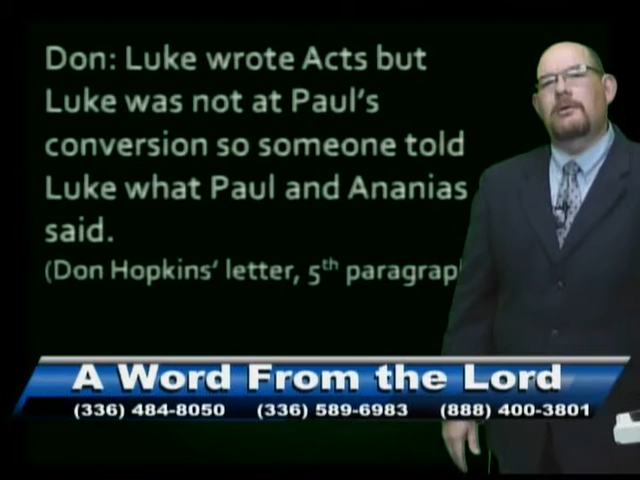 Don: Luke wrote Acts but
Luke was not at Paul's
conversion so someone told
Luke what Paul and Ananias
said.
(Don Hopkins' letter, 5th paragraph
A Word From the Lord
(336) 484-8050 (336) 589-6983 (888) 400-3801